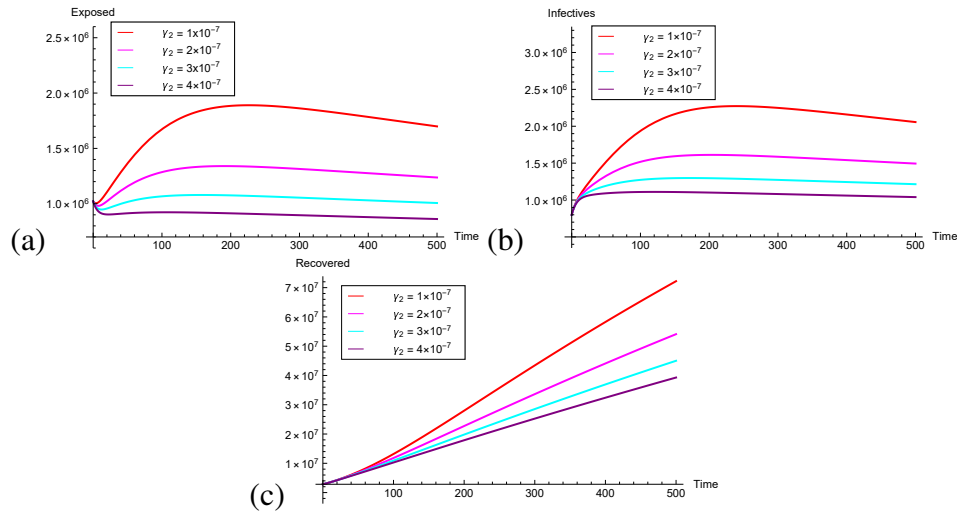 Exposed
2.5×10⁶
2.0×10⁶
1.5×10⁶
1.0×10⁶
γ₂ = 1x10⁻⁷
γ₂ = 2×10⁻⁷
γ₂ = 3x10⁻⁷
γ₂ = 4×10⁻⁷
0 100 200 300 400 500 Time
(a)
Infectives
3.0×10⁶
2.5×10⁶
2.0×10⁶
1.5×10⁶
1.0×10⁶
γ₂ = 1×10⁻⁷
γ₂ = 2×10⁻⁷
γ₂ = 3×10⁻⁷
γ₂ = 4×10⁻⁷
0 100 200 300 400 500 Time
(b)
Recovered
7×10⁷
6×10⁷
5×10⁷
4×10⁷
3×10⁷
2×10⁷
1×10⁷
γ₂ = 1×10⁻⁷
γ₂ = 2×10⁻⁷
γ₂ = 3×10⁻⁷
γ₂ = 4×10⁻⁷
100 200 300 400 500 Time
(c)